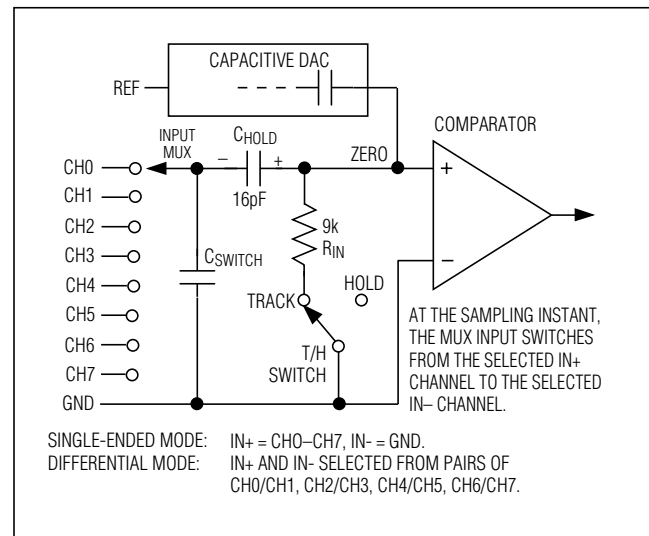 CAPACITIVE DAC
REF
COMPARATOR
INPUT
MUX
CHOLD
ZERO
– +
16pF
+
–
CH0
CH1
CH2
CH3
CH4
CH5
CH6
CH7
GND
CSWITCH
9k
RIN
TRACK
HOLD
T/H
SWITCH
AT THE SAMPLING INSTANT,
THE MUX INPUT SWITCHES
FROM THE SELECTED IN+
CHANNEL TO THE SELECTED
IN– CHANNEL.
SINGLE-ENDED MODE: IN+ = CHO–CH7, IN- = GND.
DIFFERENTIAL MODE: IN+ AND IN- SELECTED FROM PAIRS OF
CH0/CH1, CH2/CH3, CH4/CH5, CH6/CH7.